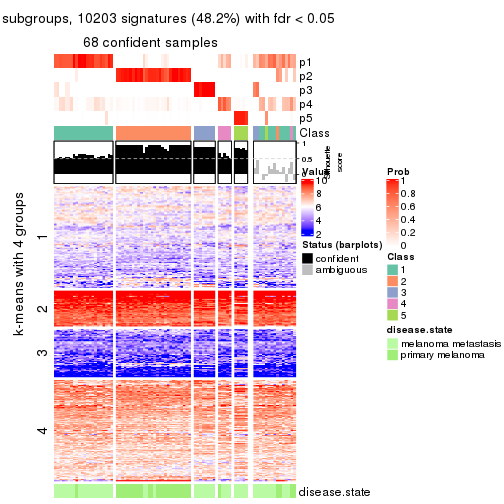 subgroups, 10203 signatures (48.2%) with fdr < 0.05
68 confident samples
p1
p2
p3
p4
p5
Class
1
0.5
0
silhouette
score
k-means with 4 groups
1
2
3
4
disease.state
Value
10
8
6
4
2
Status (barplots)
confident
ambiguous
Prob
1
0.8
0.6
0.4
0.2
0
Class
1
2
3
4
5
disease.state
melanoma metastasis
primary melanoma